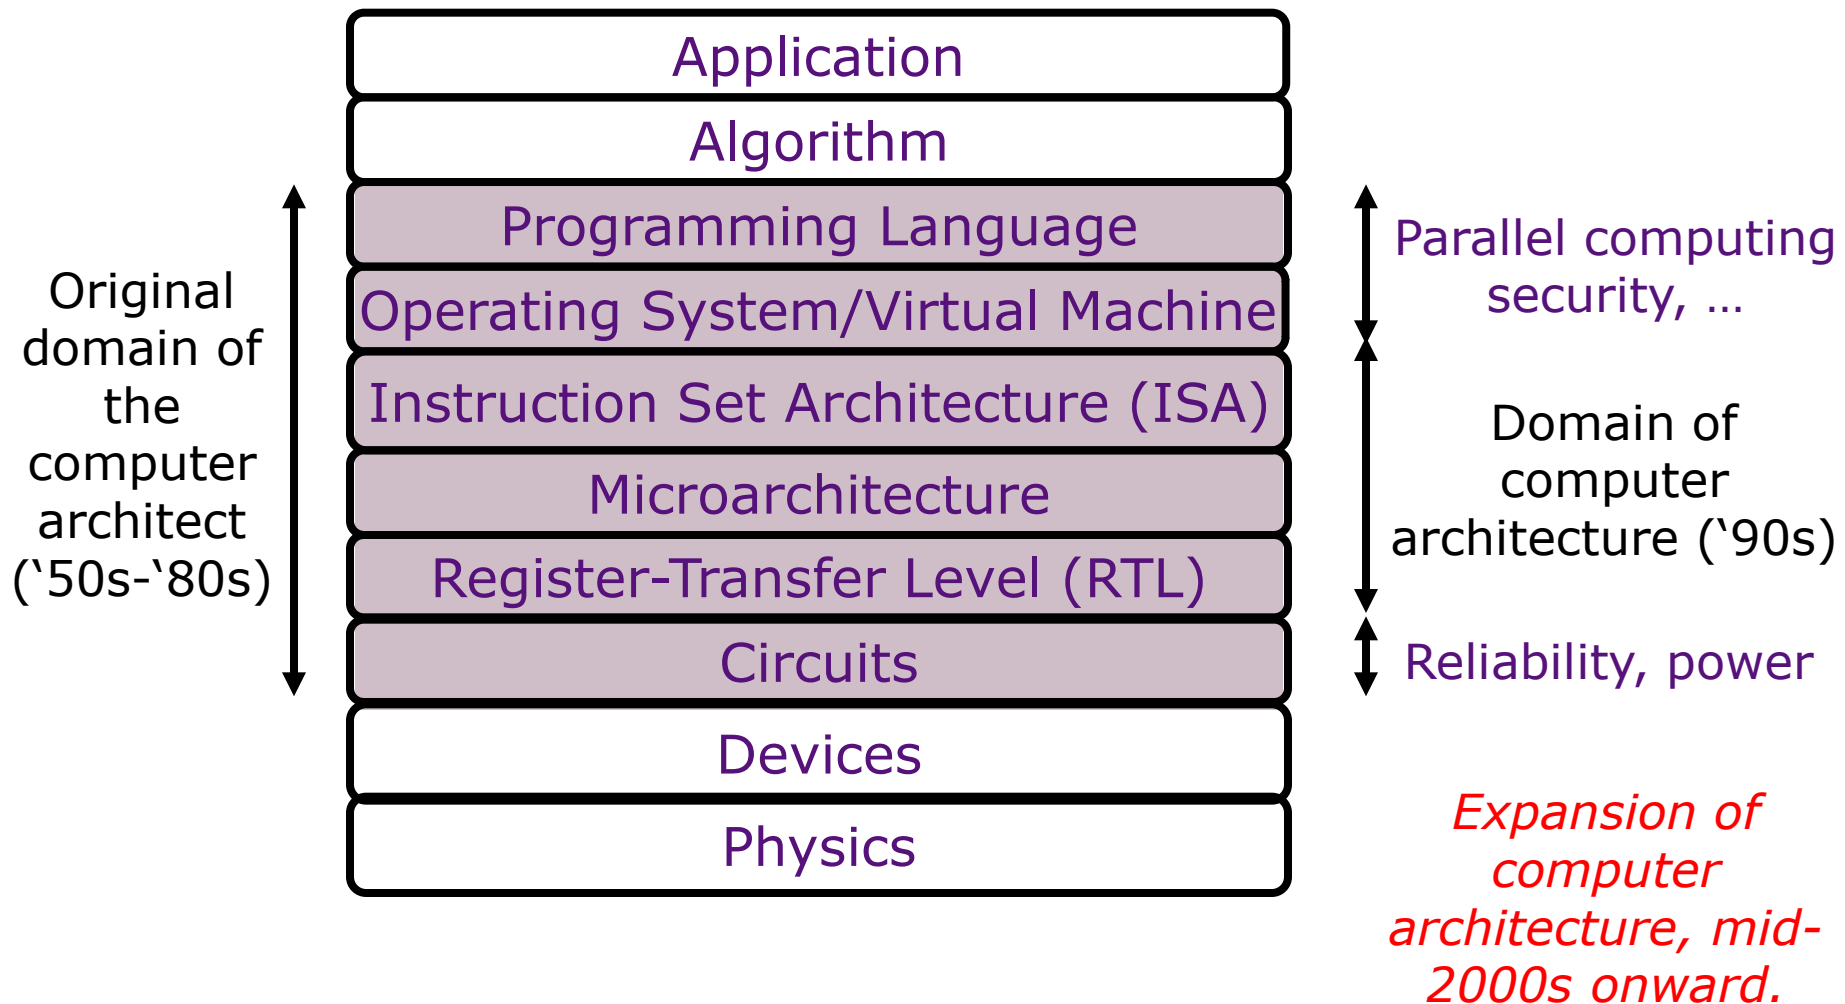 Application
Algorithm
Programming Language
Operating System/Virtual Machine
Instruction Set Architecture (ISA)
Microarchitecture
Register-Transfer Level (RTL)
Circuits
Devices
Physics
Original
domain of
the
computer
architect
(‘50s-‘80s)
Parallel computing
security, …
Domain of
computer
architecture (‘90s)
Reliability, power
Expansion of
computer
architecture, mid-
2000s onward.